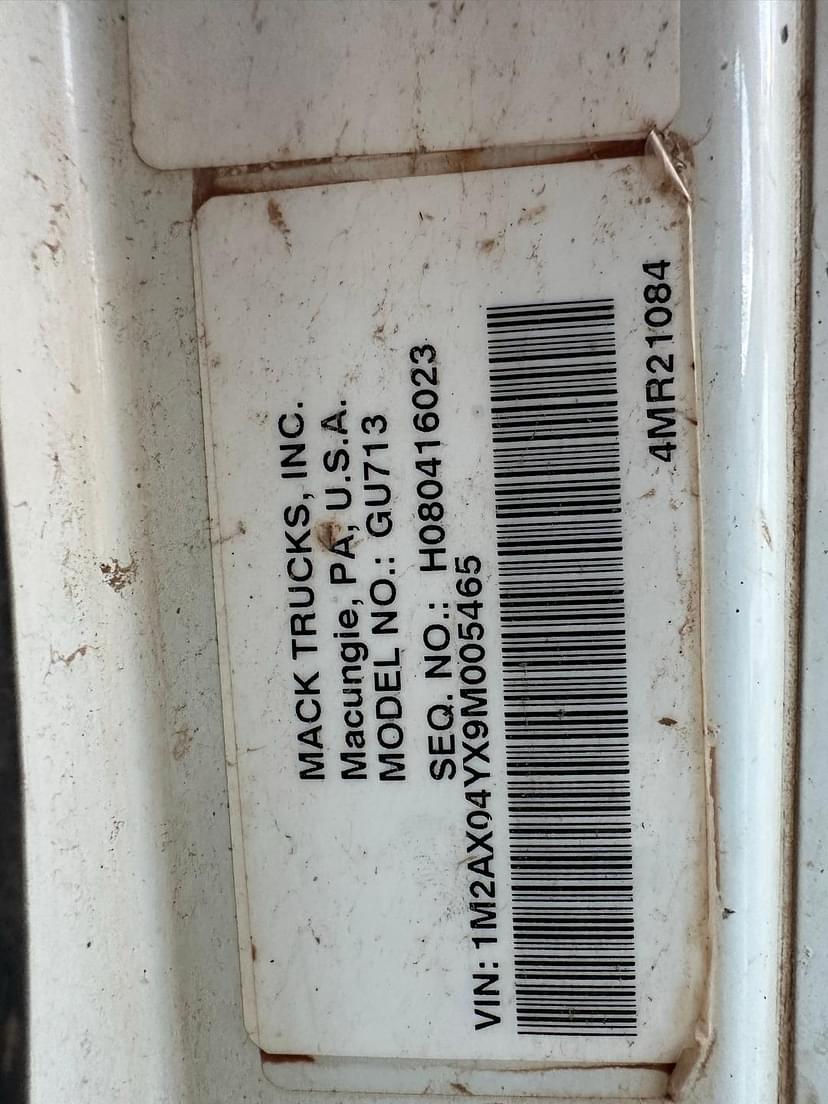 MACK TRUCKS, INC.
Macungie, PA, U.S.A.
MODEL NO.: GU713
SEQ. NO.: H080416023
VIN: 1M2AX04YX9M005465
4MR21084